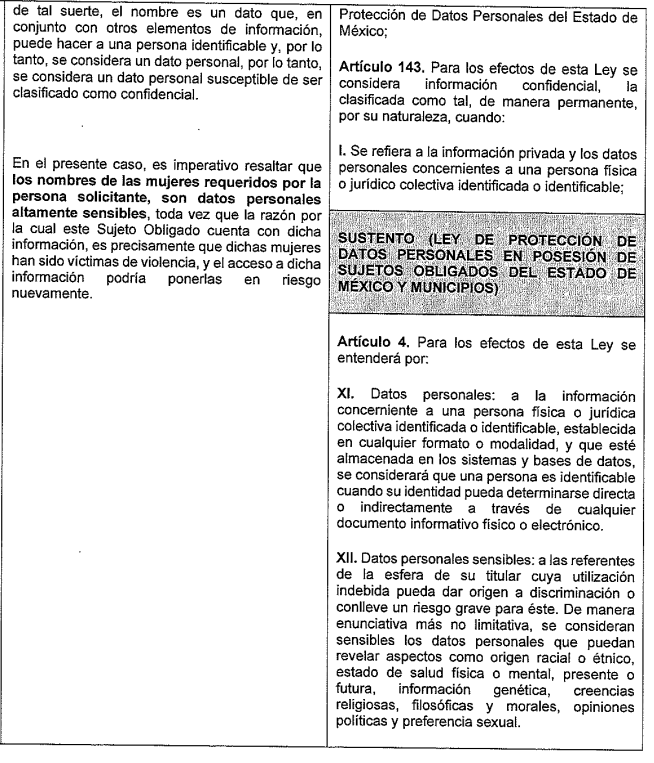 de tal suerte, el nombre es un dato que, en
conjunto con otros elementos de información,
puede hacer a una persona identificable y, por lo
tanto, se considera un dato personal, por lo tanto,
se considera un dato personal susceptible de ser
clasificado como confidencial.
En el presente caso, es imperativo resaltar que
los nombres de las mujeres requeridos por la
persona solicitante, son datos personales
altamente sensibles, toda vez que la razón por
la cual este Sujeto Obligado cuenta con dicha
información, es precisamente que dichas mujeres
han sido víctimas de violencia, y el acceso a dicha
información podría ponerlas en riesgo
nuevamente.
Protección de Datos Personales del Estado de
México;
Artículo 143. Para los efectos de esta Ley se
considera información confidencial, la
clasificada como tal, de manera permanente,
por su naturaleza, cuando:
I. Se refiera a la información privada y los datos
personales concernientes a una persona física
o jurídico colectiva identificada o identificable;
SUSTENTO (LEY DE PROTECCIÓN DE
DATOS PERSONALES EN POSESIÓN DE
SUJETOS OBLIGADOS DEL ESTADO DE
MÉXICO Y MUNICIPIOS)
Artículo 4. Para los efectos de esta Ley se
entenderá por:
XI. Datos personales: a la información
concerniente a una persona física o jurídica
colectiva identificada o identificable, establecida
en cualquier formato o modalidad, y que esté
almacenada en los sistemas y bases de datos,
se considerará que una persona es identificable
cuando su identidad pueda determinarse directa
o indirectamente a través de cualquier
documento informativo físico o electrónico.
XII. Datos personales sensibles: a las referentes
de la esfera de su titular cuya utilización
indebida pueda dar origen a discriminación o
conlleve un riesgo grave para éste. De manera
enunciativa más no limitativa, se consideran
sensibles los datos personales que puedan
revelar aspectos como origen racial o étnico,
estado de salud física o mental, presente o
futura, información genética, creencias
religiosas, filosóficas y morales, opiniones
políticas y preferencia sexual.